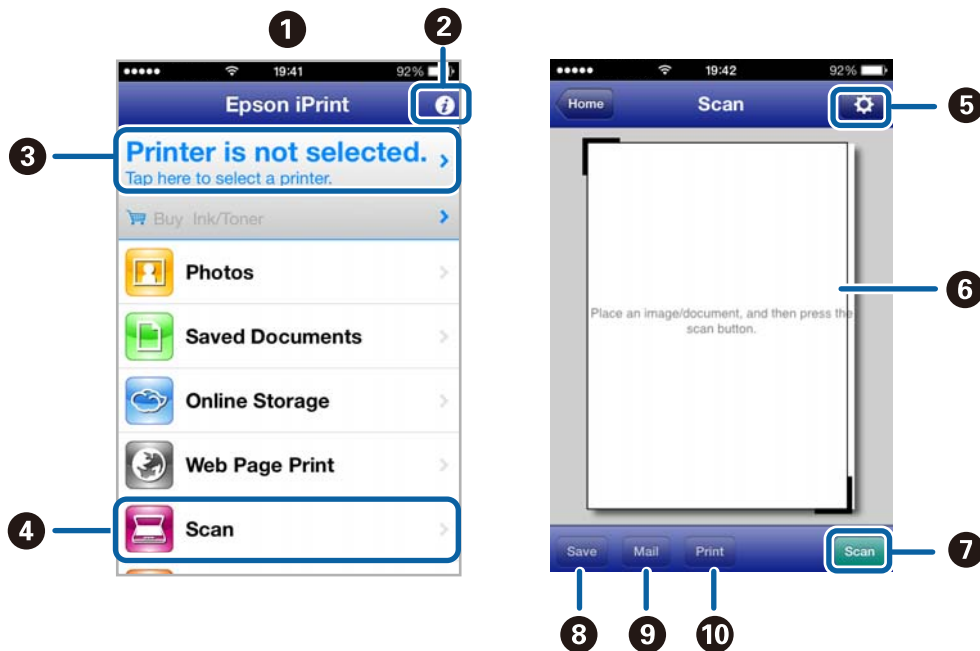 1
2
19:41
92%
Epson iPrint
3
Printer is not selected.
Tap here to select a printer.
Buy Ink/Toner
Photos
Saved Documents
Online Storage
Web Page Print
4
Scan
19:42
92%
Home
Scan
5
6
Place an image/document, and then press the
scan button.
Save
Mail
Print
Scan
7
8
9
10